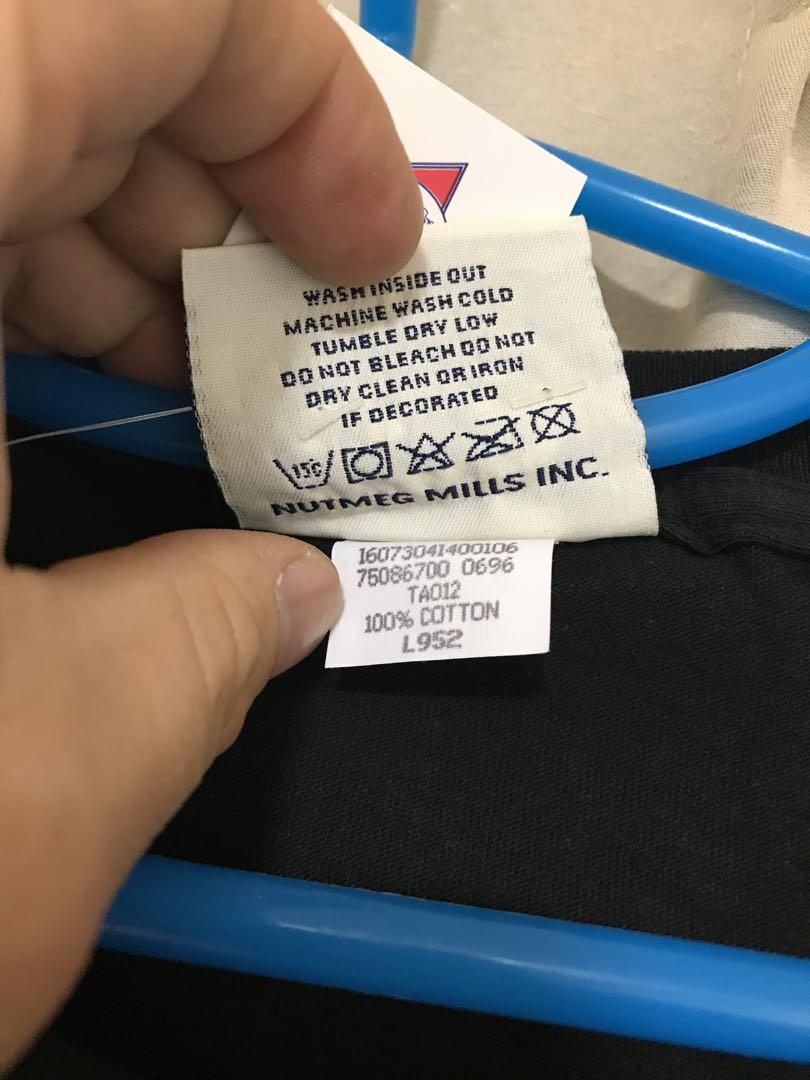 WASH INSIDE OUT
MACHINE WASH COLD
TUMBLE DRY LOW
DO NOT BLEACH DO NOT
DRY CLEAN OR IRON
IF DECORATED
15°C
NUTMEG MILLS INC.
16073041400106
75086700 0696
TA012
100% COTTON
L952